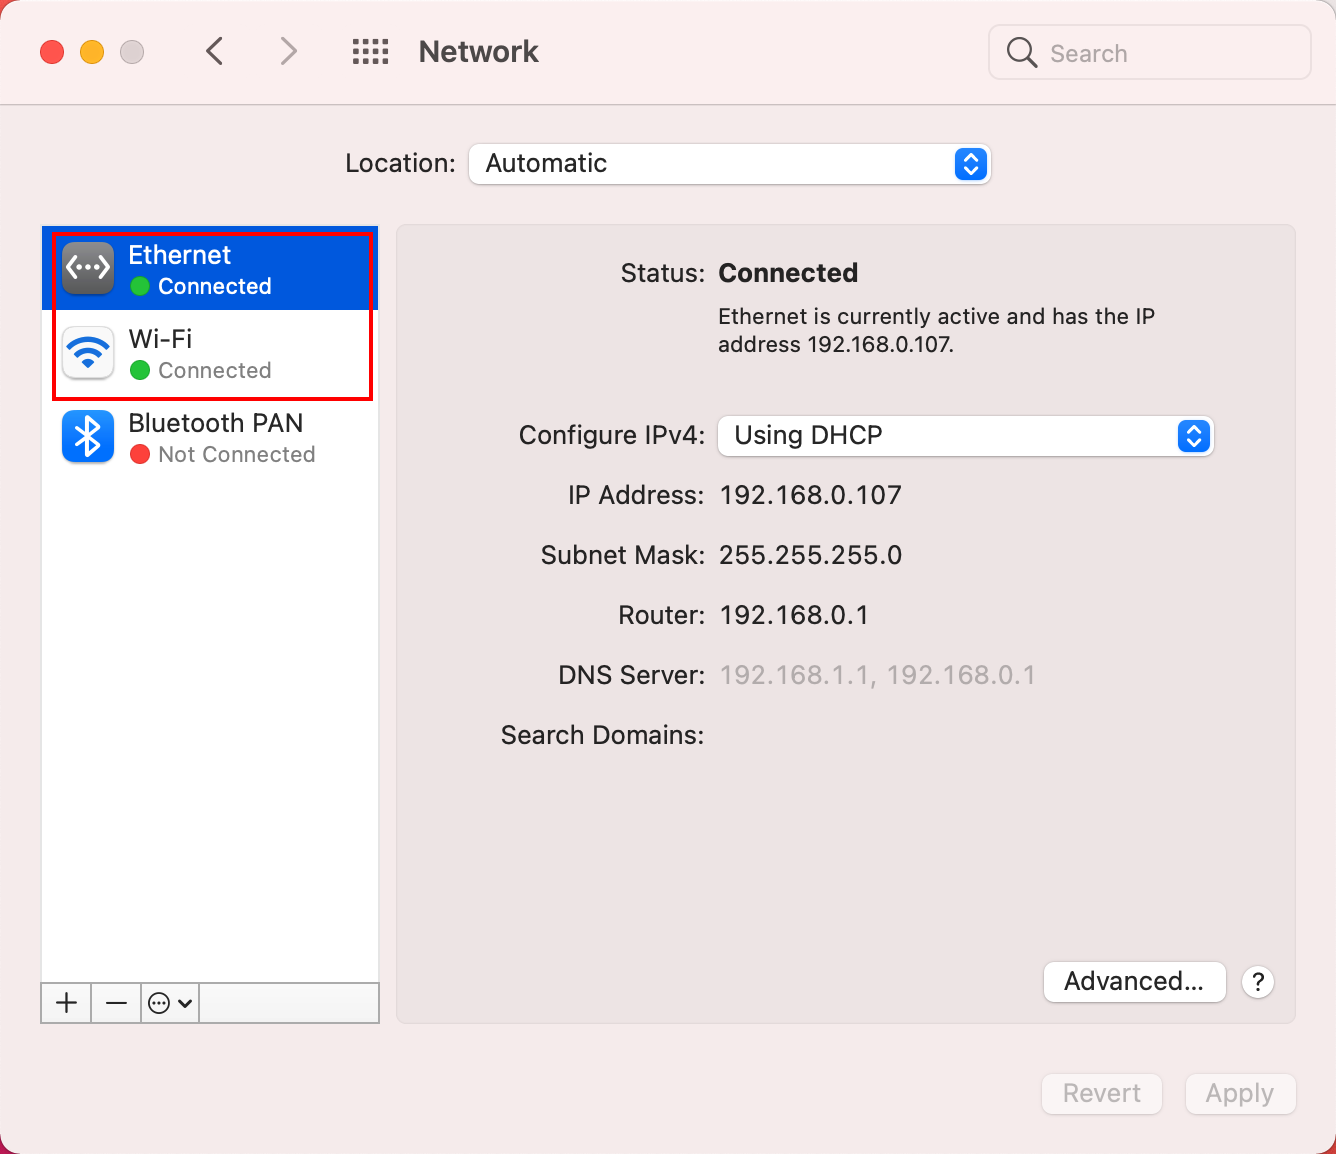 Network
Search
Location: Automatic
Ethernet
Connected
Wi-Fi
Connected
Bluetooth PAN
Not Connected
Status: Connected
Ethernet is currently active and has the IP
address 192.168.0.107.
Configure IPv4: Using DHCP
IP Address: 192.168.0.107
Subnet Mask: 255.255.255.0
Router: 192.168.0.1
DNS Server: 192.168.1.1, 192.168.0.1
Search Domains:
Advanced... ?
Revert Apply